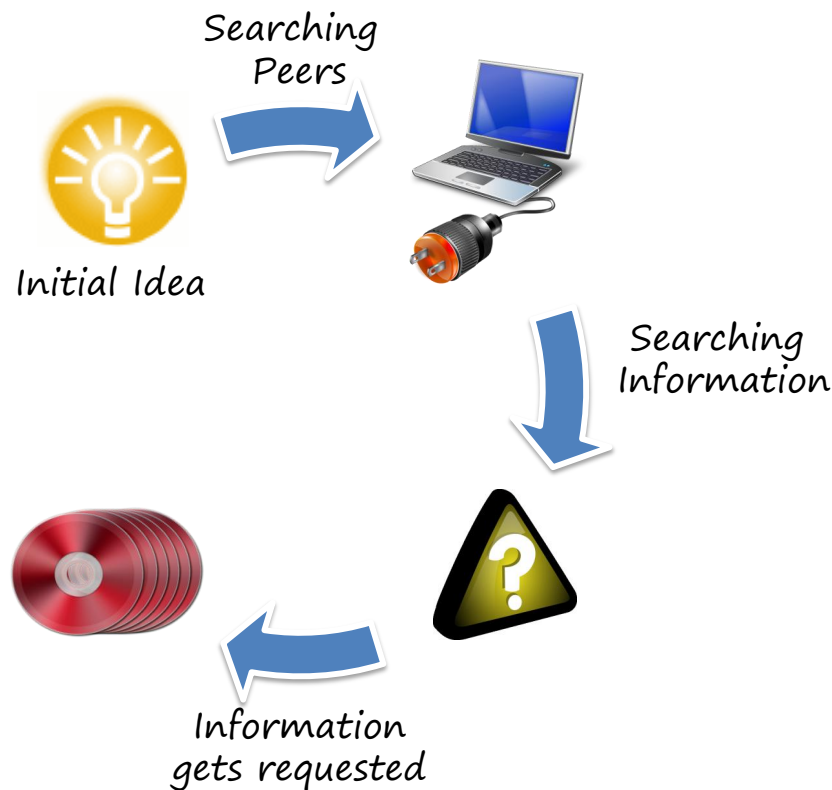 Searching
Peers
Initial Idea
Searching
Information
Information
gets requested